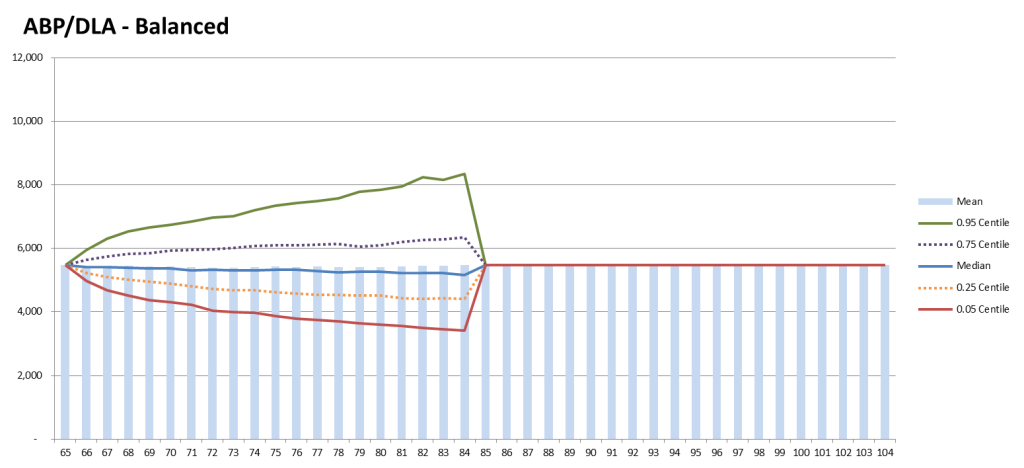 ABP/DLA - Balanced
12,000
10,000
8,000
6,000
4,000
2,000
-
65 66 67 68 69 70 71 72 73 74 75 76 77 78 79 80 81 82 83 84 85 86 87 88 89 90 91 92 93 94 95 96 97 98 99 100 101 102 103 104
Mean
0.95 Centile
0.75 Centile
Median
0.25 Centile
0.05 Centile